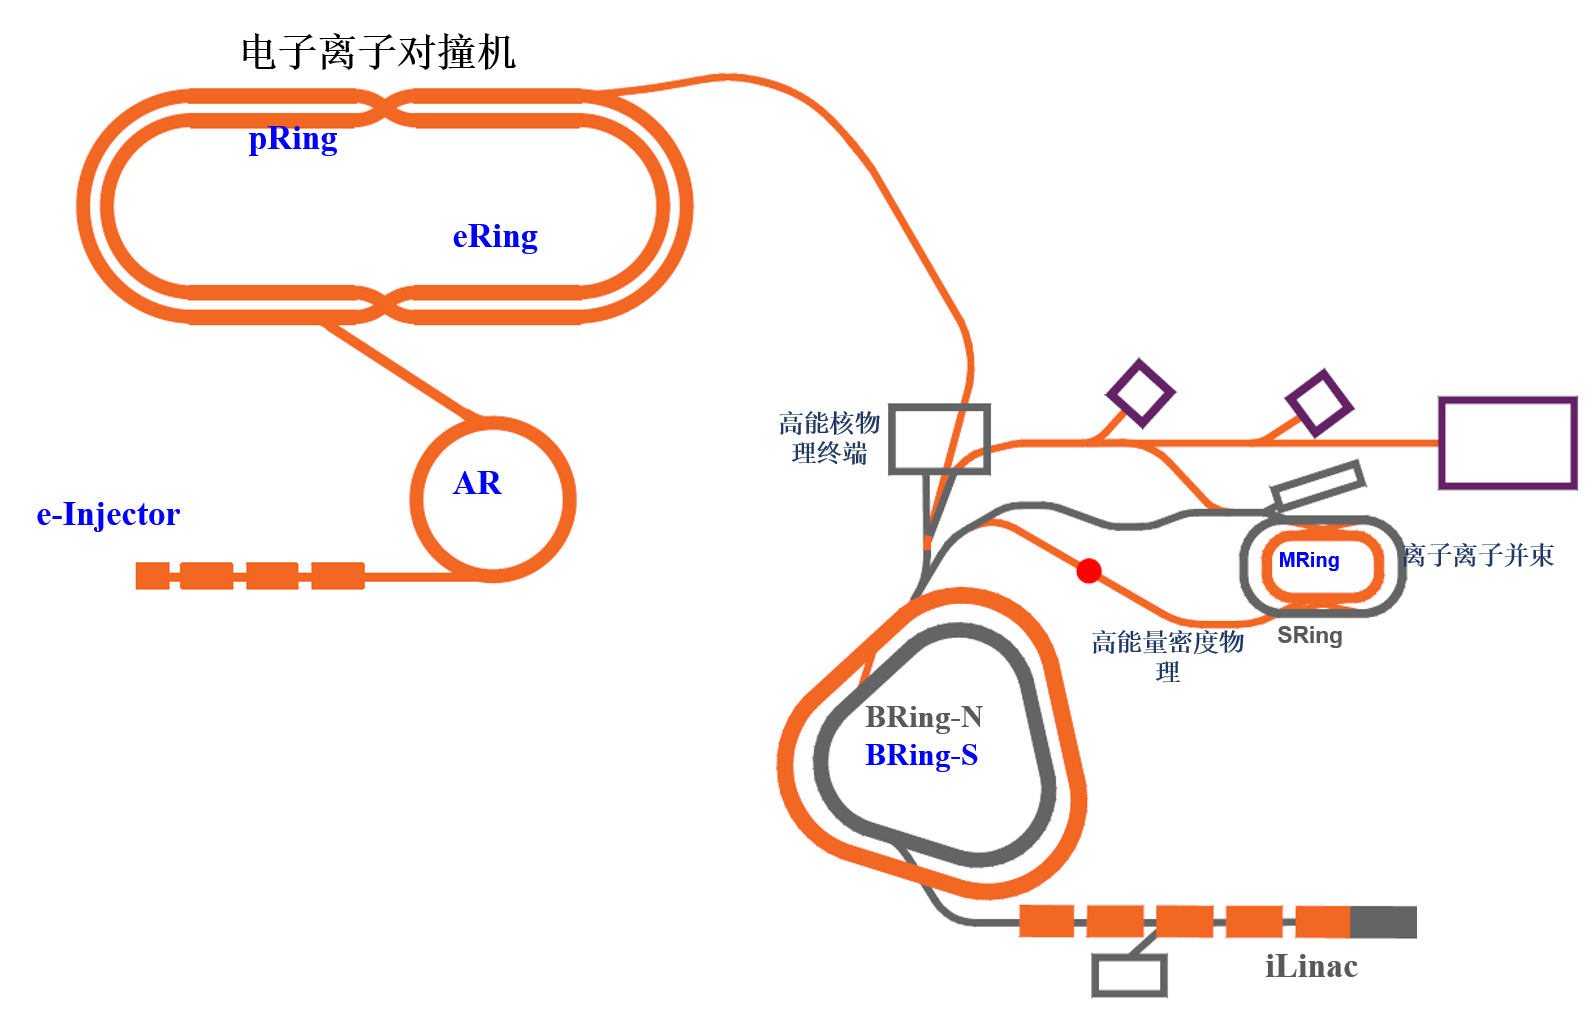 电子离子对撞机
pRing
eRing
AR
e-Injector
高能核物
理终端
MRing
离子离子并束
SRing
高能量密度物
理
BRing-N
BRing-S
iLinac